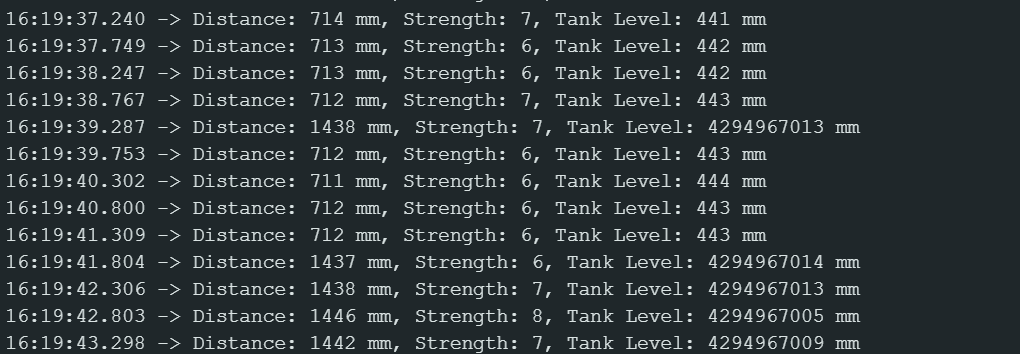 16:19:37.240 -> Distance: 714 mm, Strength: 7, Tank Level: 441 mm
16:19:37.749 -> Distance: 713 mm, Strength: 6, Tank Level: 442 mm
16:19:38.247 -> Distance: 713 mm, Strength: 6, Tank Level: 442 mm
16:19:38.767 -> Distance: 712 mm, Strength: 7, Tank Level: 443 mm
16:19:39.287 -> Distance: 1438 mm, Strength: 7, Tank Level: 4294967013 mm
16:19:39.753 -> Distance: 712 mm, Strength: 6, Tank Level: 443 mm
16:19:40.302 -> Distance: 711 mm, Strength: 6, Tank Level: 444 mm
16:19:40.800 -> Distance: 712 mm, Strength: 6, Tank Level: 443 mm
16:19:41.309 -> Distance: 712 mm, Strength: 6, Tank Level: 443 mm
16:19:41.804 -> Distance: 1437 mm, Strength: 6, Tank Level: 4294967014 mm
16:19:42.306 -> Distance: 1438 mm, Strength: 7, Tank Level: 4294967013 mm
16:19:42.803 -> Distance: 1446 mm, Strength: 8, Tank Level: 4294967005 mm
16:19:43.298 -> Distance: 1442 mm, Strength: 7, Tank Level: 4294967009 mm